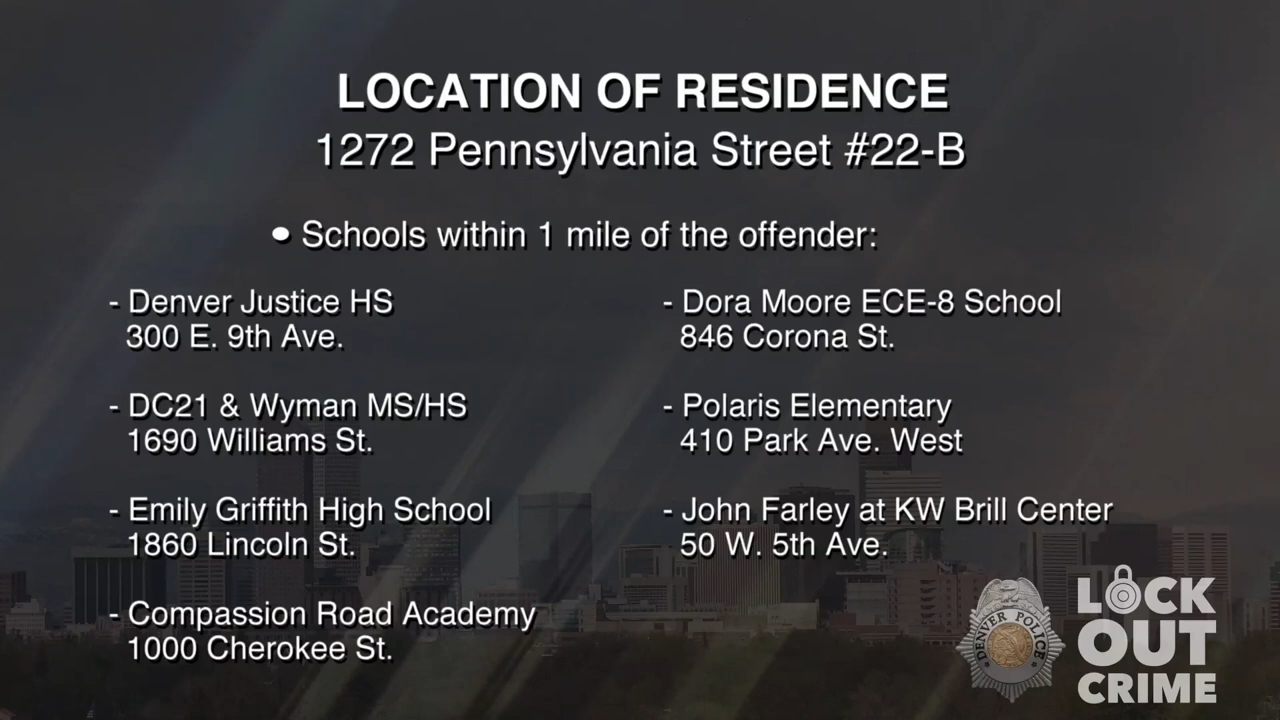 LOCATION OF RESIDENCE
1272 Pennsylvania Street #22-B
• Schools within 1 mile of the offender:
- Denver Justice HS
300 E. 9th Ave.
- DC21 & Wyman MS/HS
1690 Williams St.
- Emily Griffith High School
1860 Lincoln St.
- Compassion Road Academy
1000 Cherokee St.
- Dora Moore ECE-8 School
846 Corona St.
- Polaris Elementary
410 Park Ave. West
- John Farley at KW Brill Center
50 W. 5th Ave.
DENVER POLICE
LOCK
OUT
CRIME